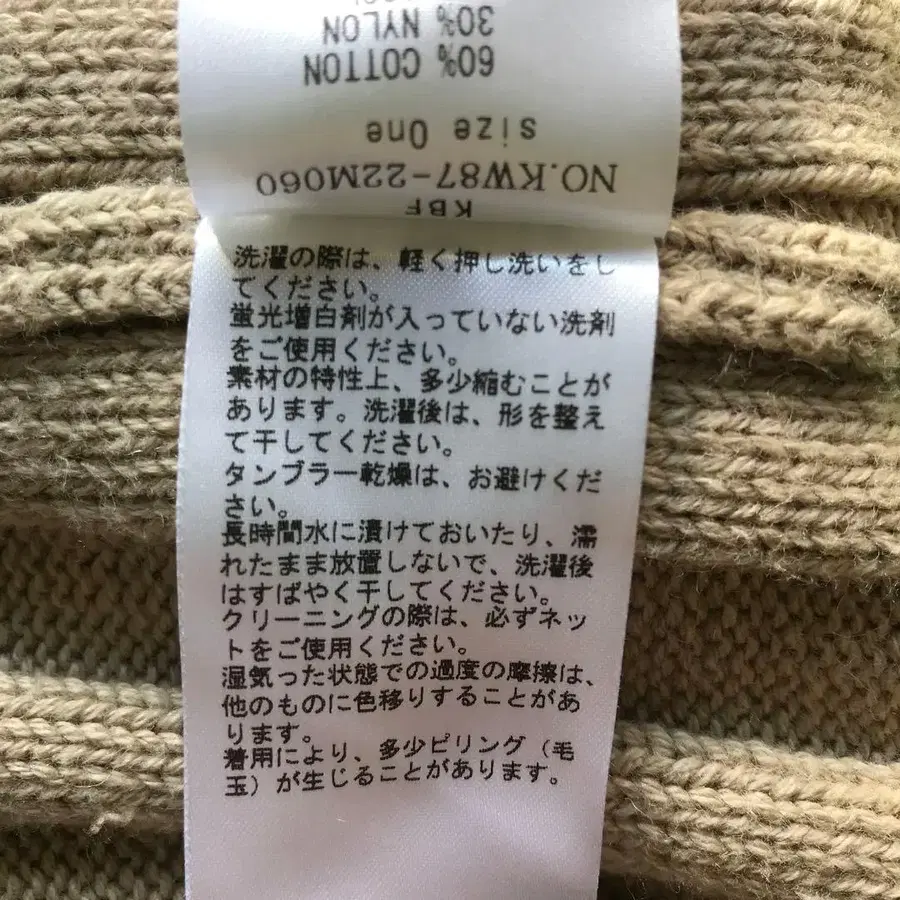 KBF
NO.KW87-22M060
size One
60% COTTON
30% NYLON
洗濯の際は、軽く押し洗いをし
てください。
蛍光増白剤が入っていない洗剤
をご使用ください。
素材の特性上、多少縮むことが
あります。洗濯後は、形を整え
て干してください。
タンブラー乾燥は、お避けくだ
さい。
長時間水に漬けておいたり、濡
れたまま放置しないで、洗濯後
はすばやく干してください。
クリーニングの際は、必ずネッ
トをご使用ください。
湿気った状態での過度の摩擦は、
他のものに色移りすることがあ
ります。
着用により、多少ピリング（毛
玉）が生じることがあります。